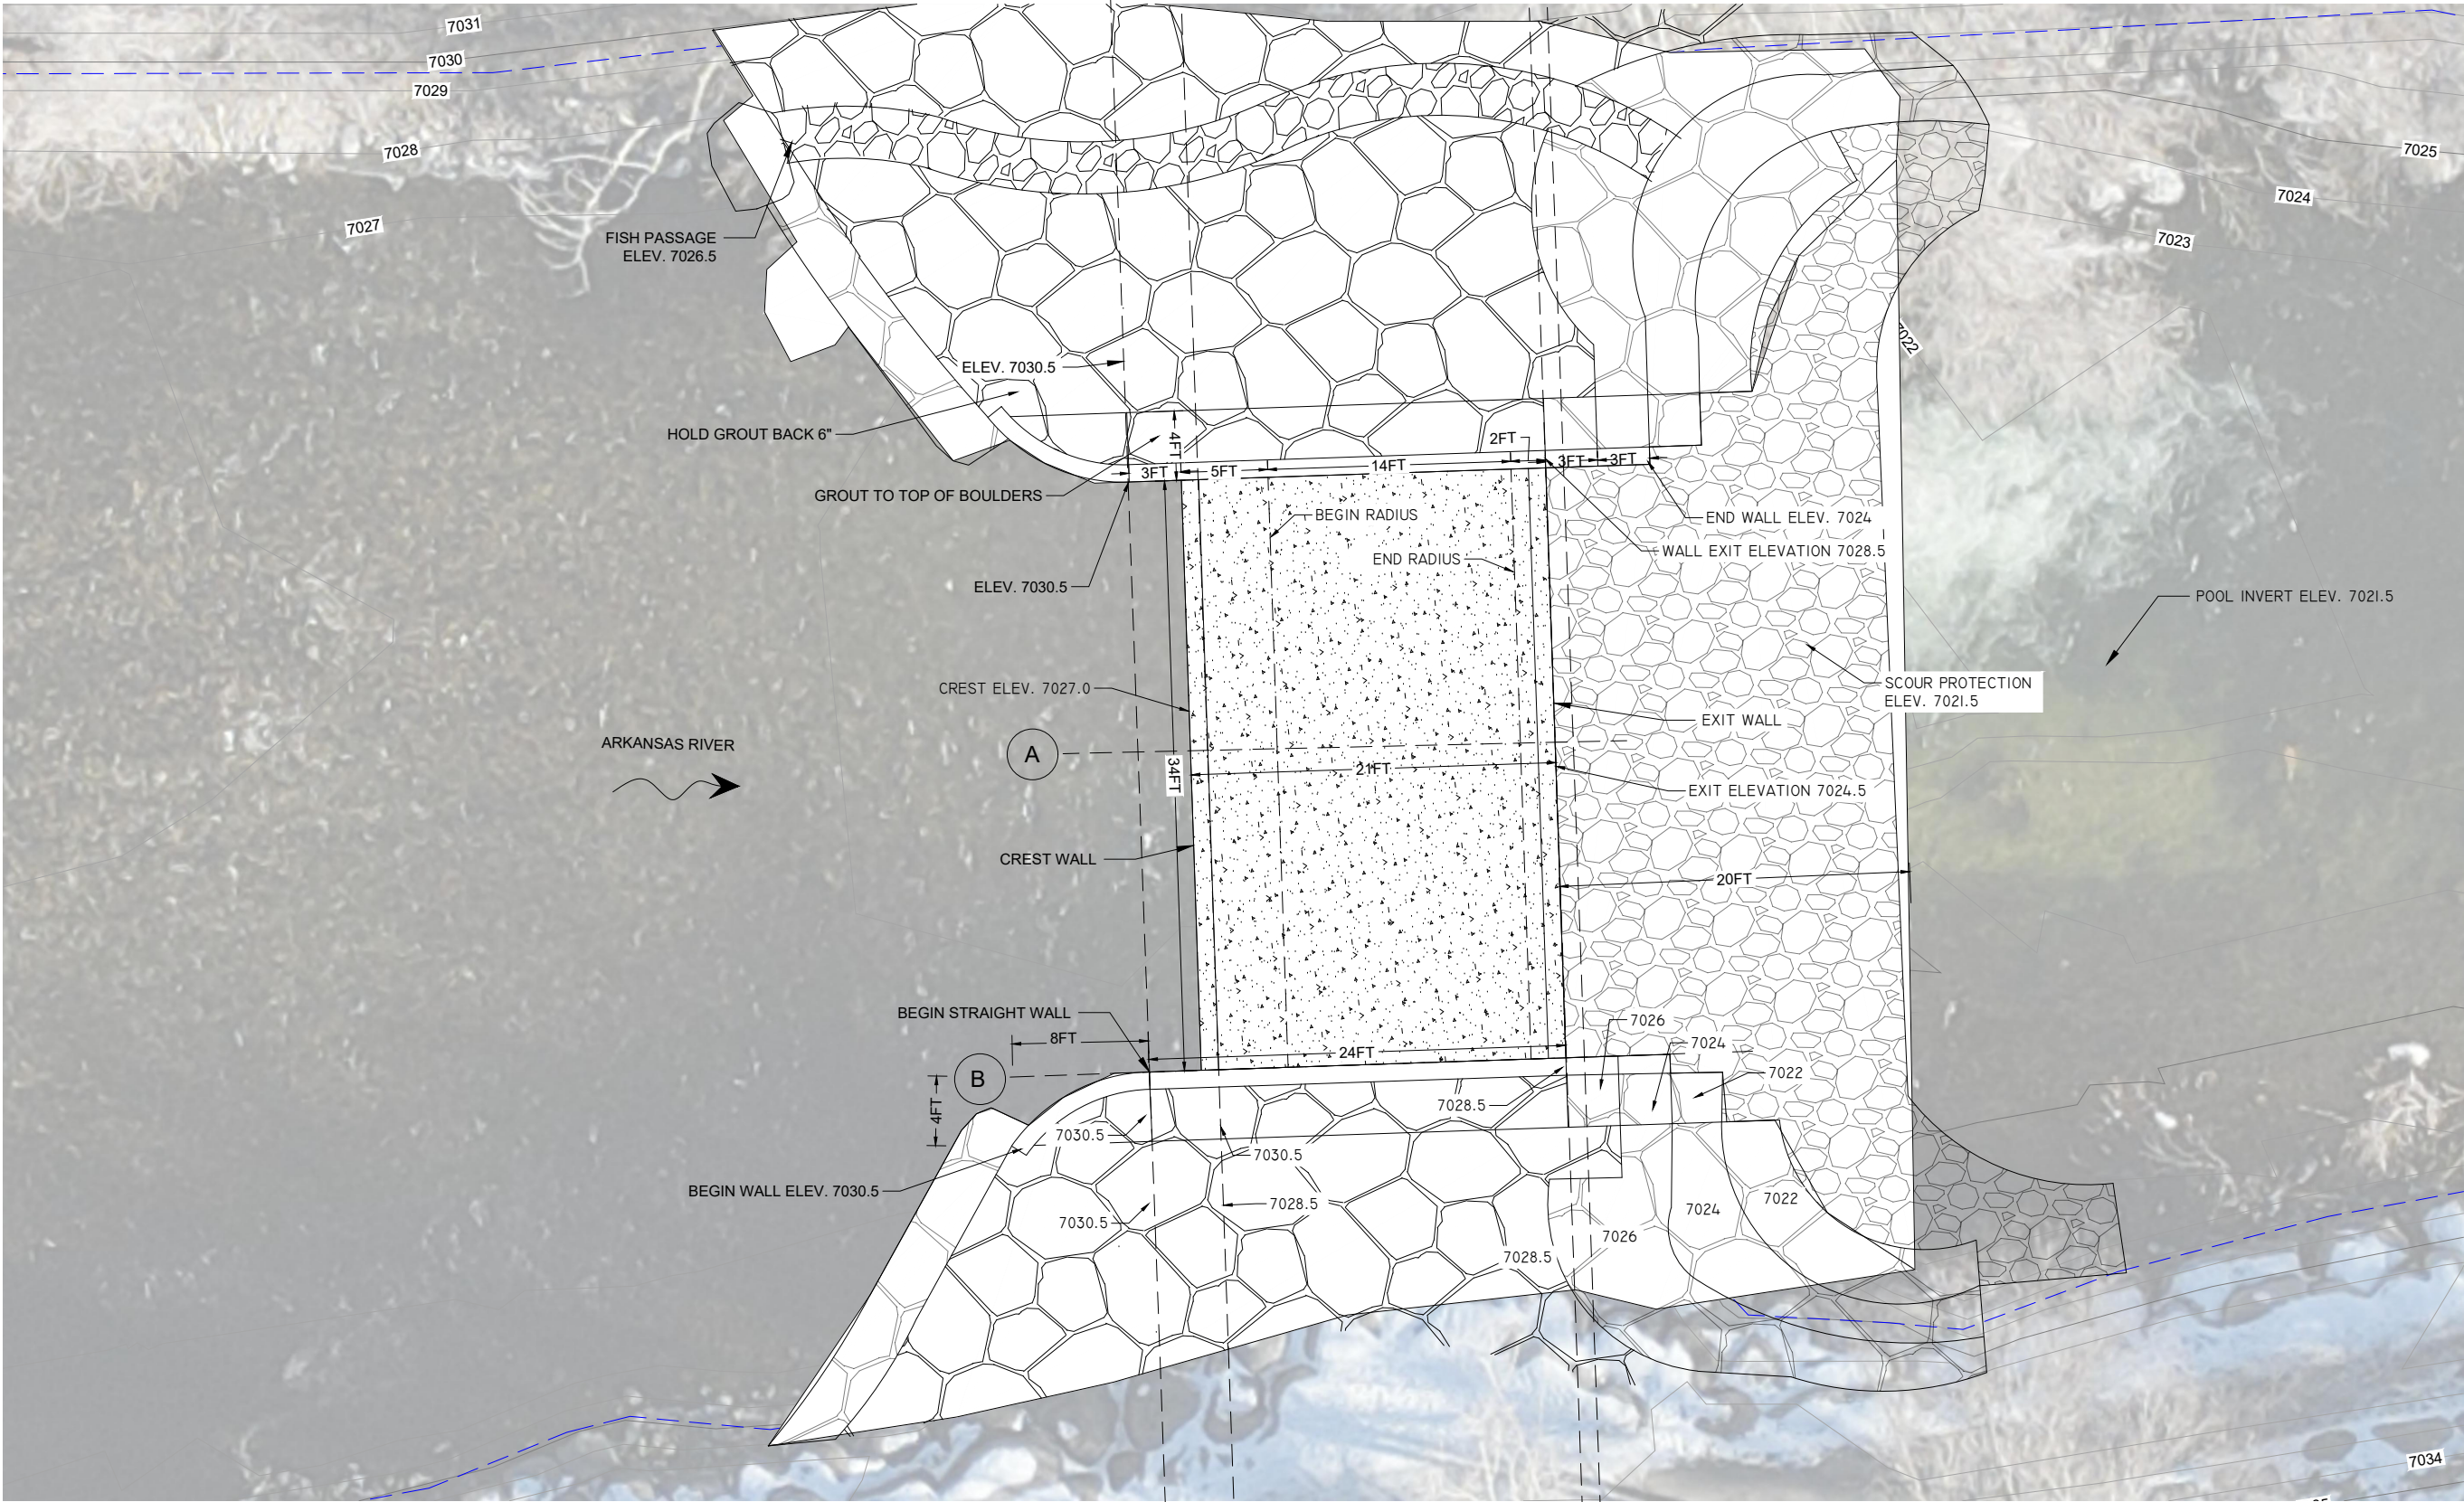 7031
7030
7029
7028
7027
7025
7024
7023
7022
FISH PASSAGE
ELEV. 7026.5
ELEV. 7030.5
HOLD GROUT BACK 6"
4FT
2FT
3FT
5FT
14FT
3FT
3FT
GROUT TO TOP OF BOULDERS
BEGIN RADIUS
END WALL ELEV. 7024
WALL EXIT ELEVATION 7028.5
END RADIUS
ELEV. 7030.5
POOL INVERT ELEV. 7021.5
CREST ELEV. 7027.0
SCOUR PROTECTION
ELEV. 7021.5
EXIT WALL
ARKANSAS RIVER
A
34FT
21FT
EXIT ELEVATION 7024.5
CREST WALL
20FT
BEGIN STRAIGHT WALL
7026
8FT
7024
24FT
B
7022
4FT
7028.5
7030.5
7030.5
BEGIN WALL ELEV. 7030.5
7028.5
7022
7024
7030.5
7026
7028.5
7034